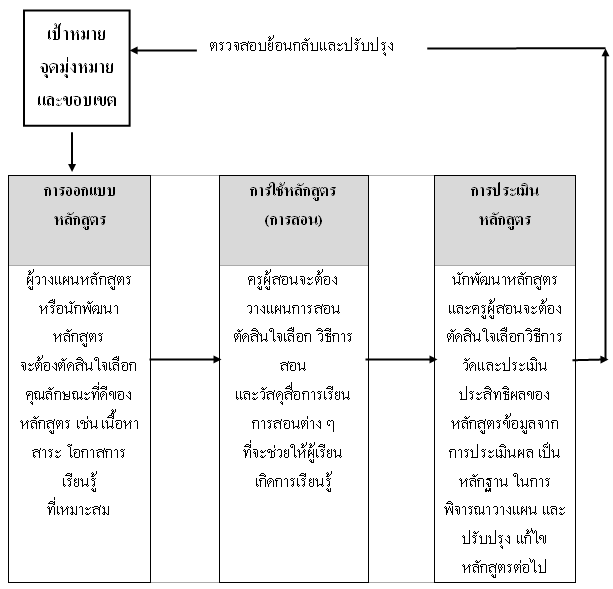 เป้าหมาย
จุดมุ่งหมาย
และขอบเขต
ตรวจสอบย้อนกลับและปรับปรุง
การออกแบบ
หลักสูตร
ผู้วางแผนหลักสูตร
หรือนักพัฒนา
หลักสูตร
จะต้องตัดสินใจเลือก
คุณลักษณะที่ดีของ
หลักสูตร เช่น เนื้อหา
สาระ โอกาสการ
เรียนรู้
ที่เหมาะสม
การใช้หลักสูตร
(การสอน)
ครูผู้สอนจะต้อง
วางแผนการสอน
ตัดสินใจเลือก วิธีการ
สอน
และวัสดุสื่อการเรียน
การสอนต่าง ๆ
ที่จะช่วยให้ผู้เรียน
เกิดการเรียนรู้
การประเมิน
หลักสูตร
นักพัฒนาหลักสูตร
และครูผู้สอนจะต้อง
ตัดสินใจเลือกวิธีการ
วัดและประเมิน
ประสิทธิผลของ
หลักสูตรข้อมูลจาก
การประเมินผล เป็น
หลักฐาน ในการ
พิจารณาวางแผน และ
ปรับปรุง แก้ไข
หลักสูตรต่อไป